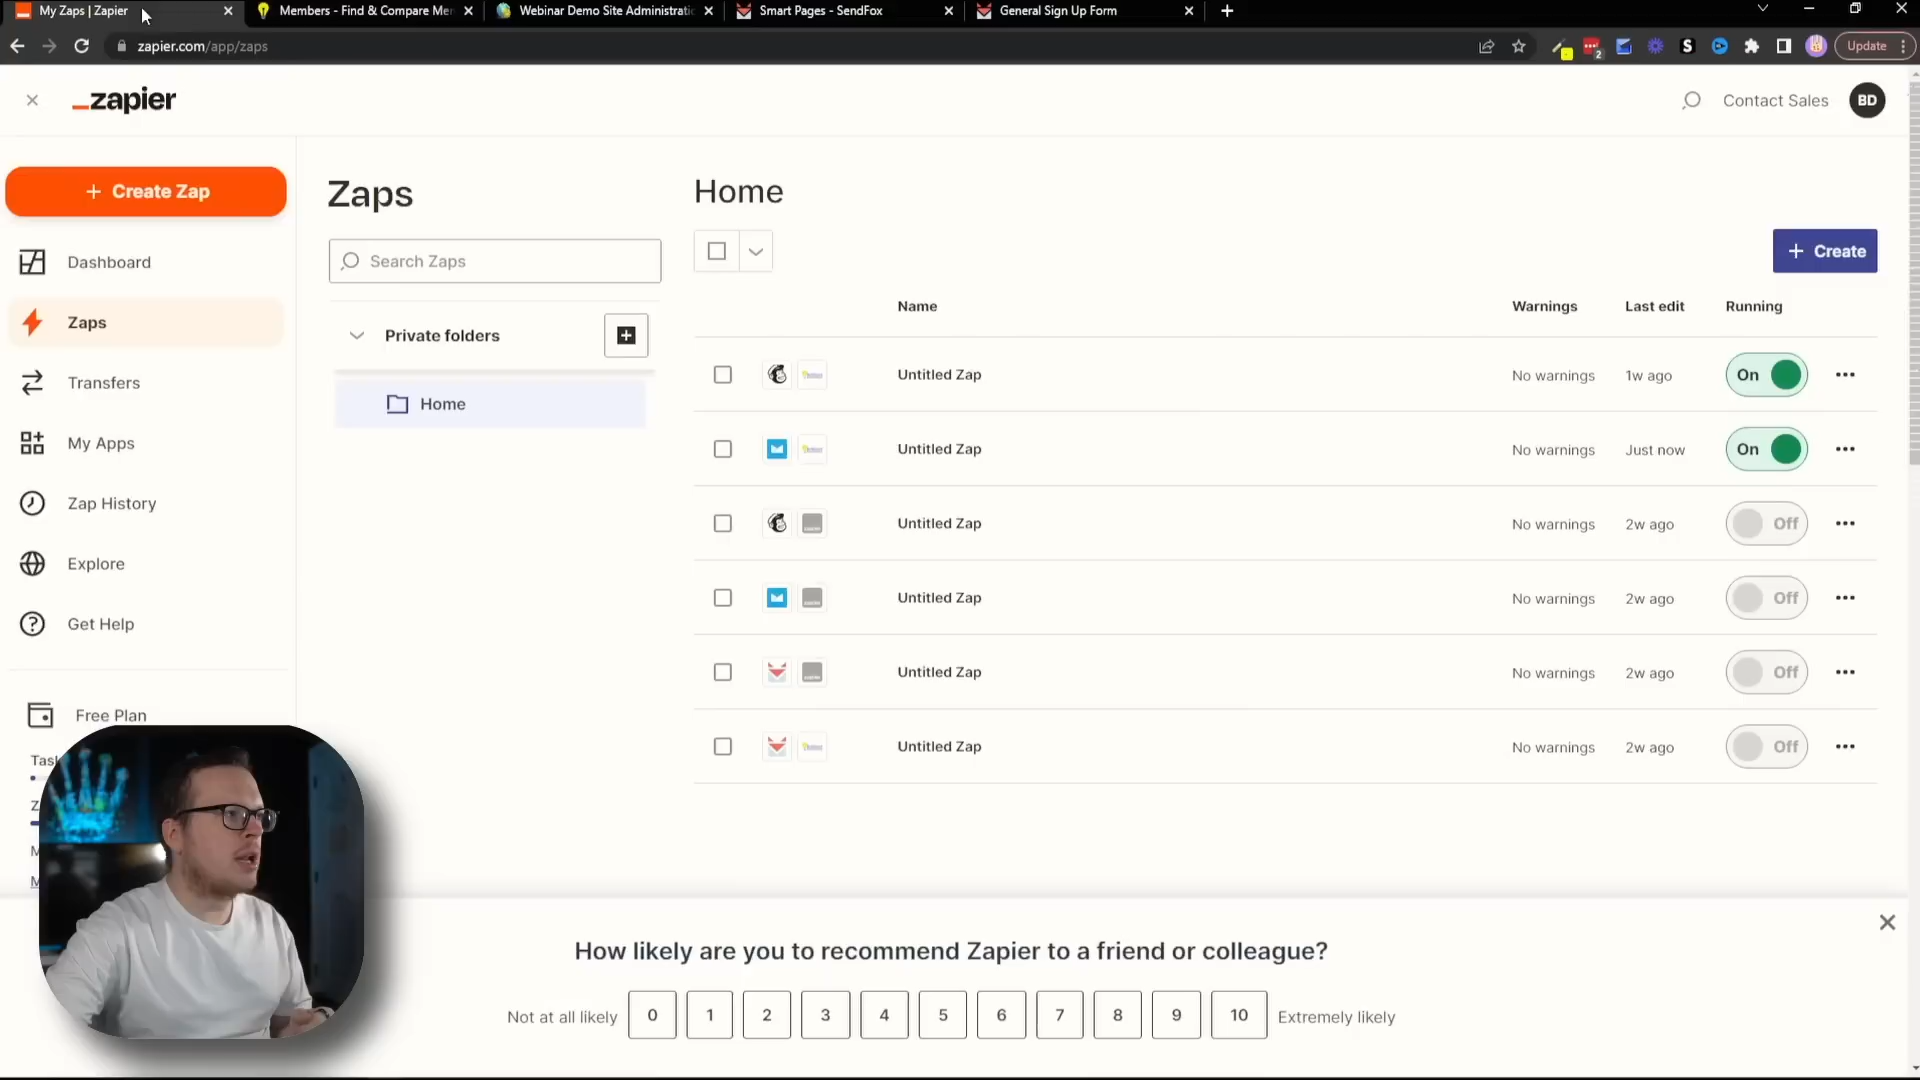 My Zaps | Zapier
Members - Find & Compare Mem
Webinar Demo Site Administratio
Smart Pages - SendFox
General Sign Up Form
zapier.com/app/zaps
2
S
Update
_zapier
Contact Sales
BD
+ Create Zap
Dashboard
Zaps
Transfers
My Apps
Zap History
Explore
Get Help
Free Plan
Zaps
Search Zaps
Private folders
Home
Home
+ Create
Name
Warnings
Last edit
Running
Untitled Zap
No warnings
1w ago
On
Untitled Zap
No warnings
Just now
On
Untitled Zap
No warnings
2w ago
Off
Untitled Zap
No warnings
2w ago
Off
Untitled Zap
No warnings
2w ago
Off
Untitled Zap
No warnings
2w ago
Off
How likely are you to recommend Zapier to a friend or colleague?
Not at all likely 0 1 2 3 4 5 6 7 8 9 10 Extremely likely